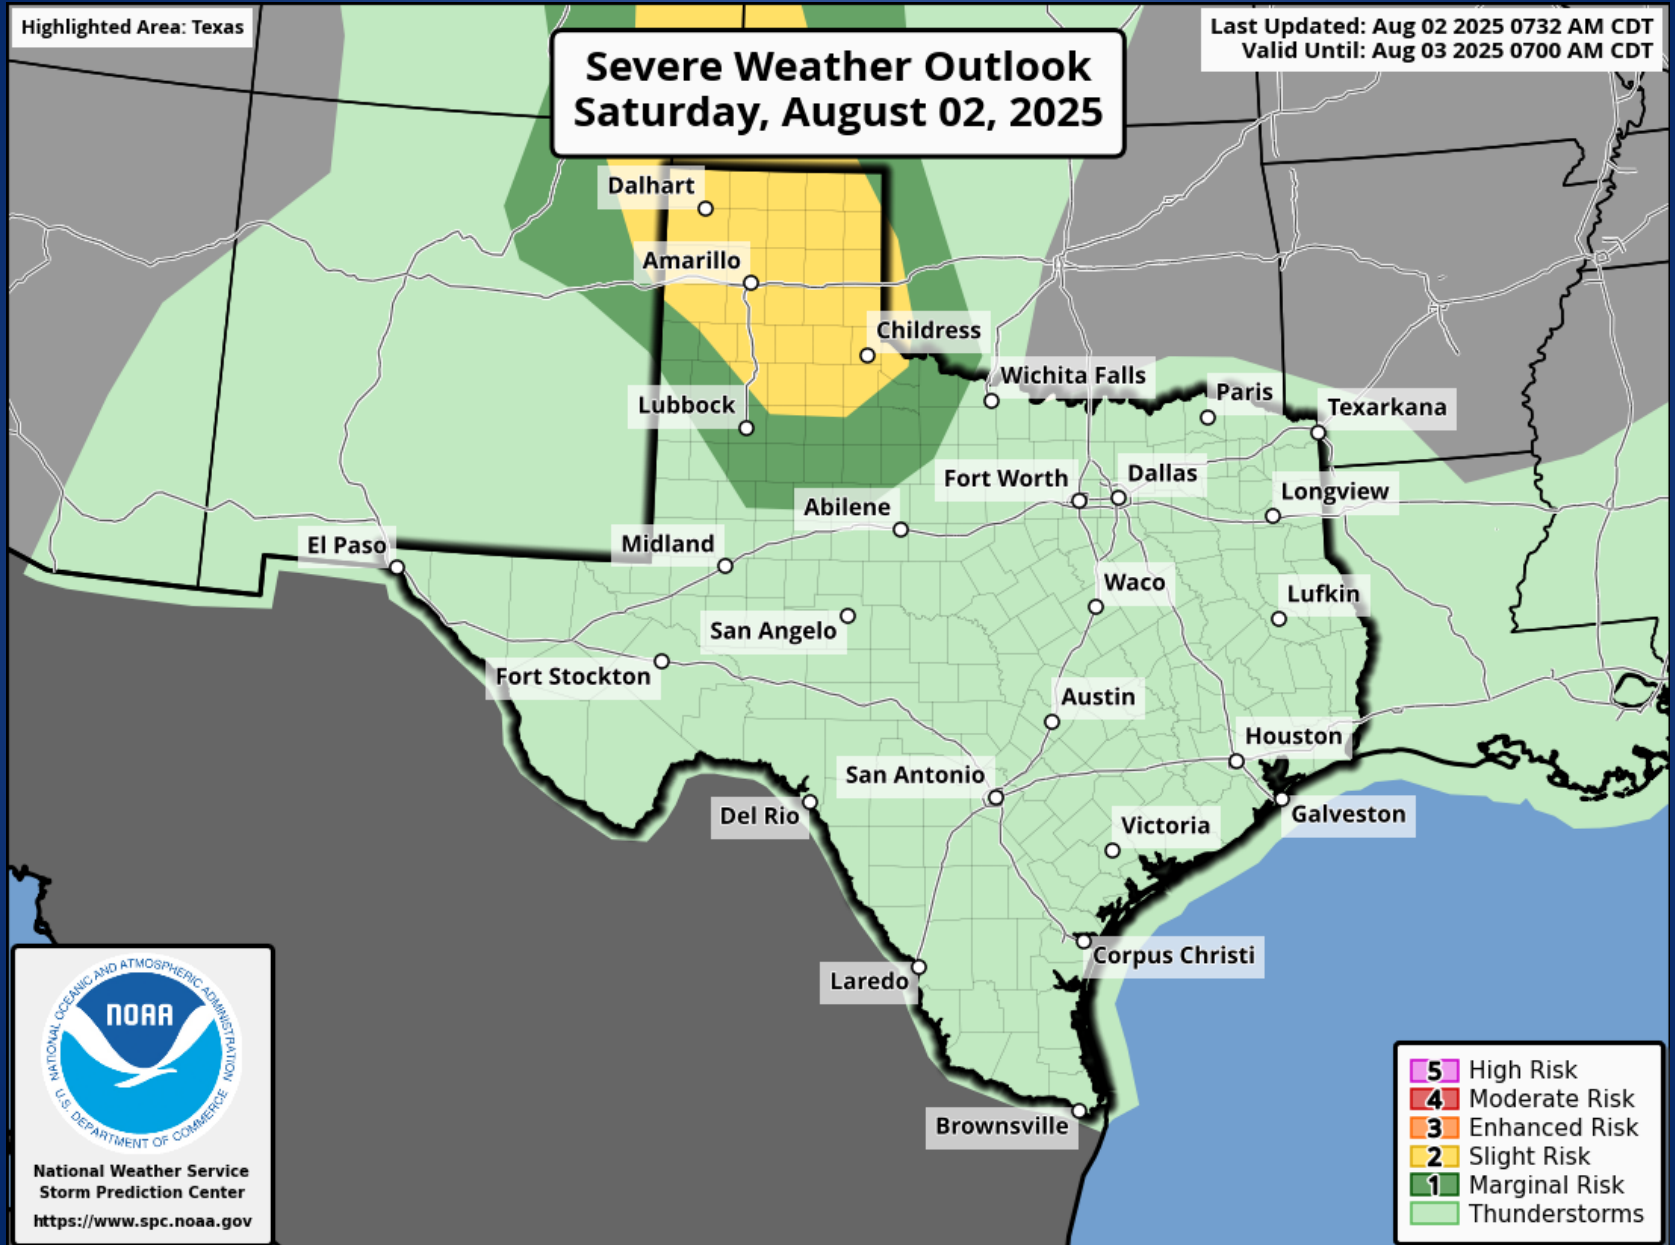 Highlighted Area: Texas
Last Updated: Aug 02 2025 0732 AM CDT
Valid Until: Aug 03 2025 0700 AM CDT
Severe Weather Outlook
Saturday, August 02, 2025
Dalhart
Amarillo
Childress
Wichita Falls
Paris
Texarkana
Lubbock
Fort Worth
Dallas
Longview
Abilene
El Paso
Midland
Waco
Lufkin
San Angelo
Fort Stockton
Austin
Houston
San Antonio
Del Rio
Galveston
Victoria
Corpus Christi
Laredo
Brownsville
NATIONAL OCEANIC AND ATMOSPHERIC ADMINISTRATION
NOAA
U.S. DEPARTMENT OF COMMERCE
National Weather Service
Storm Prediction Center
https://www.spc.noaa.gov
5 High Risk
4 Moderate Risk
3 Enhanced Risk
2 Slight Risk
1 Marginal Risk
Thunderstorms